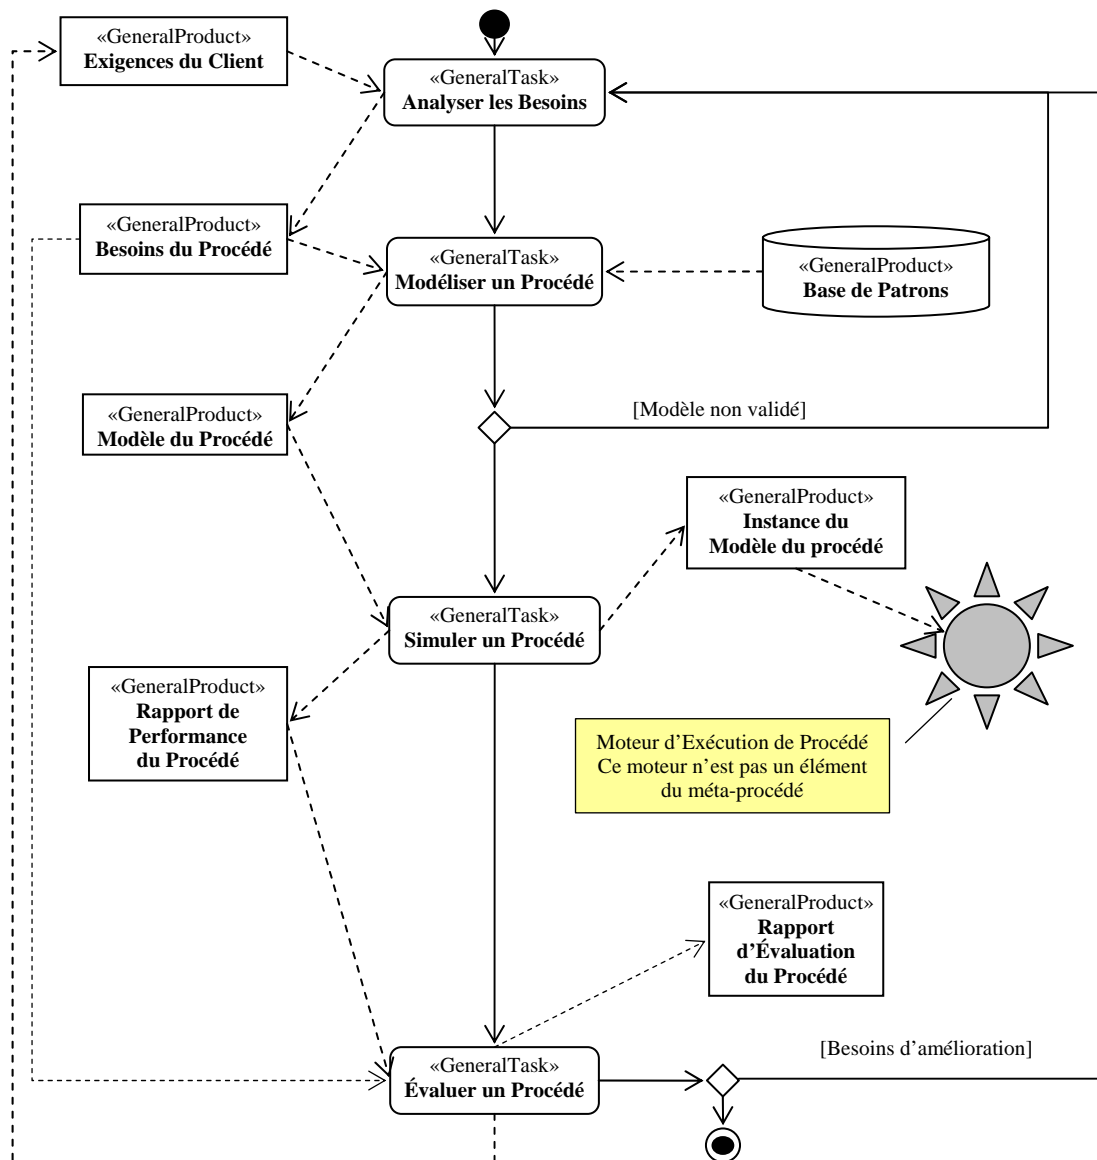 «GeneralProduct»
Exigences du Client
«GeneralTask»
Analyser les Besoins
«GeneralProduct»
Besoins du Procédé
«GeneralTask»
Modéliser un Procédé
«GeneralProduct»
Base de Patrons
«GeneralProduct»
Modèle du Procédé
[Modèle non validé]
«GeneralProduct»
Instance du
Modèle du procédé
«GeneralTask»
Simuler un Procédé
«GeneralProduct»
Rapport de
Performance
du Procédé
Moteur d’Exécution de Procédé
Ce moteur n’est pas un élément
du méta-procédé
«GeneralProduct»
Rapport
d’Évaluation
du Procédé
[Besoins d’amélioration]
«GeneralTask»
Évaluer un Procédé